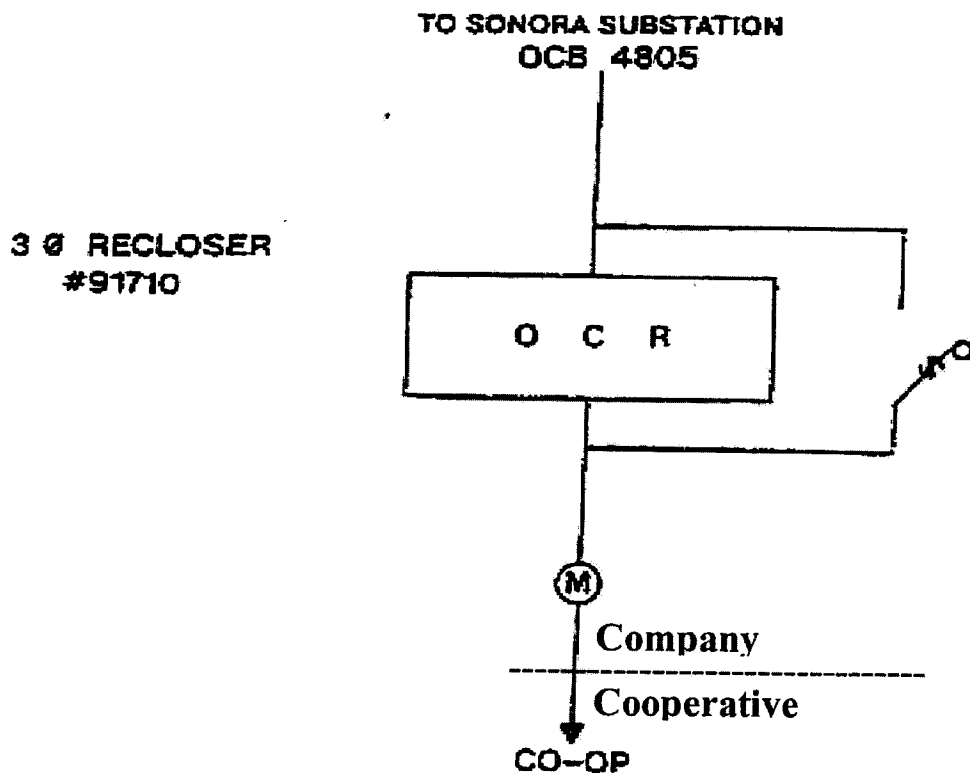 TO SONORA SUBSTATION
OCB 4805
3 Ø RECLOSER
#91710
O C R
M
Company
Cooperative
CO-OP